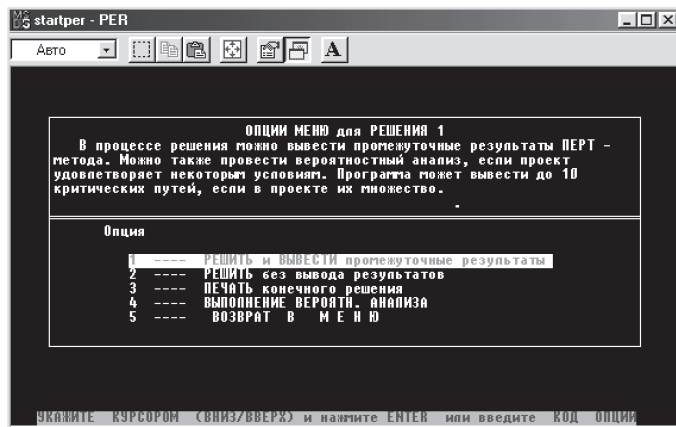 startper - PER
Авто
A
ОПЦИИ МЕНЮ для РЕШЕНИЯ 1
В процессе решения можно вывести промежуточные результаты ПЕРТ -
метода. Можно также провести вероятностный анализ, если проект
удовлетворяет некоторым условиям. Программа может вывести до 10
критических путей, если в проекте их множество.
Опция
1 ---- РЕШИТЬ и ВЫВЕСТИ промежуточные результаты
2 ---- РЕШИТЬ без вывода результатов
3 ---- ПЕЧАТЬ конечного решения
4 ---- ВЫПОЛНЕНИЕ ВЕРОЯТН. АНАЛИЗА
5 ---- ВОЗВРАТ В М Е Н Ю
УКАЖИТЕ КУРСОРОМ (ВНИЗ/ВВЕРХ) и нажмите ENTER или введите КОД ОПЦИИ